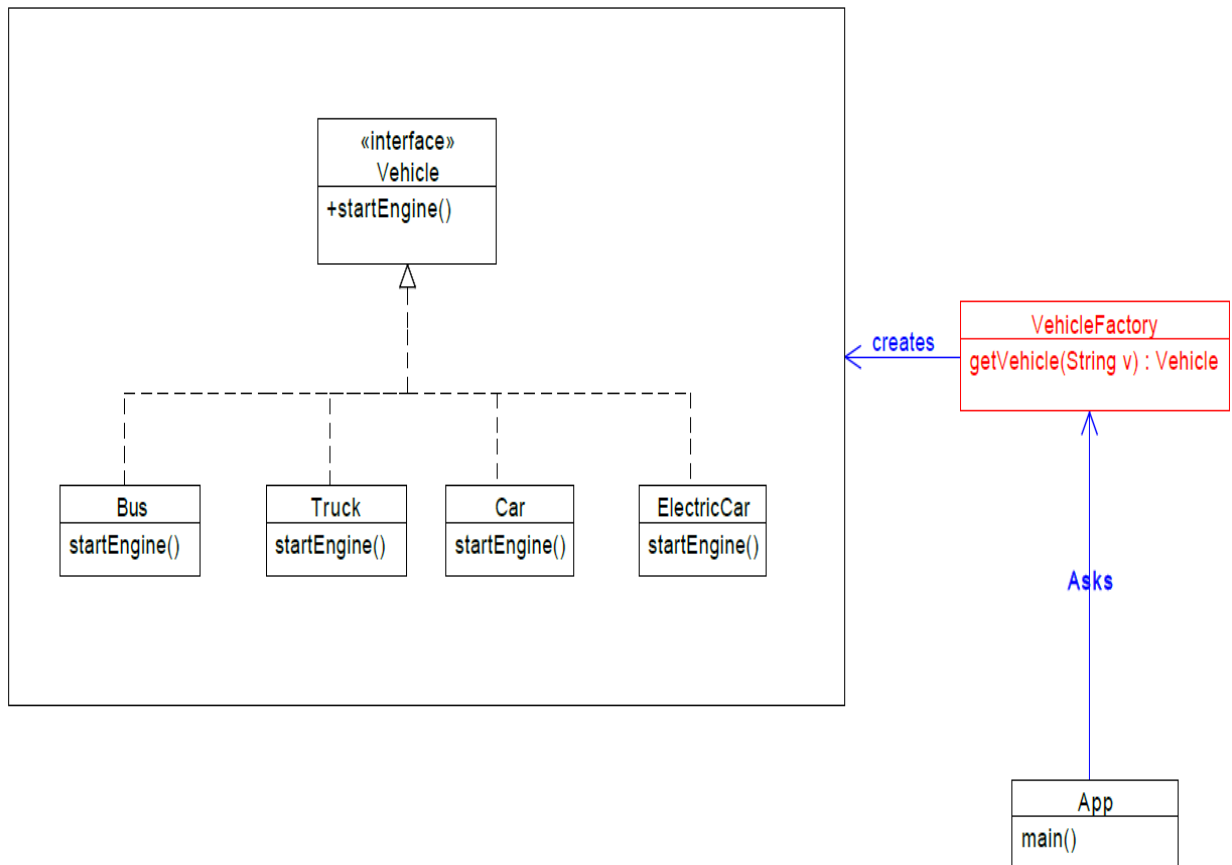 «interface»
Vehicle
+startEngine()
VehicleFactory
getVehicle(String v) : Vehicle
creates
Bus
startEngine()
Truck
startEngine()
Car
startEngine()
ElectricCar
startEngine()
Asks
App
main()